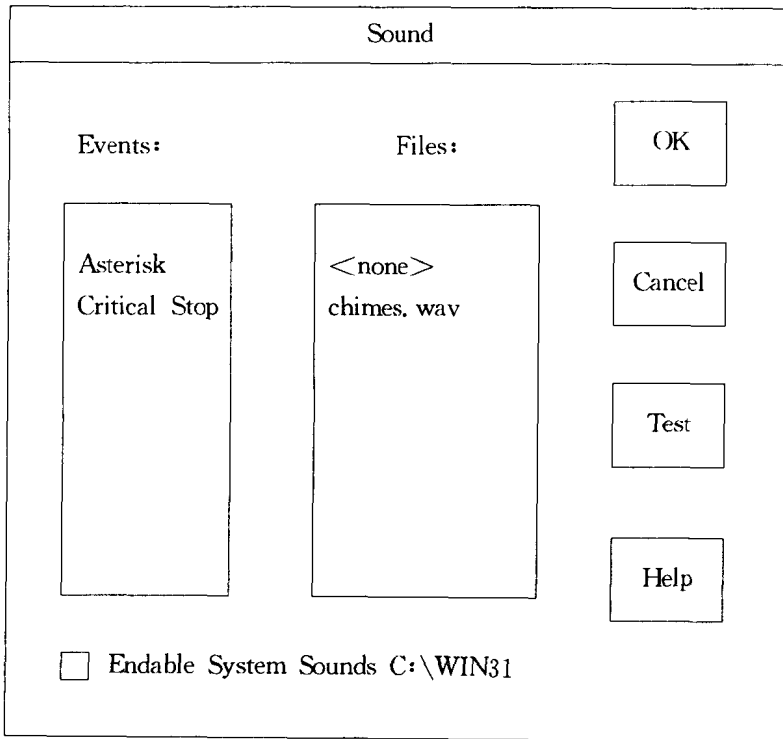 Sound
Events:
Files:
OK
Asterisk
Critical Stop
<none>
chimes. wav
Cancel
Test
Help
Endable System Sounds C:\WIN31